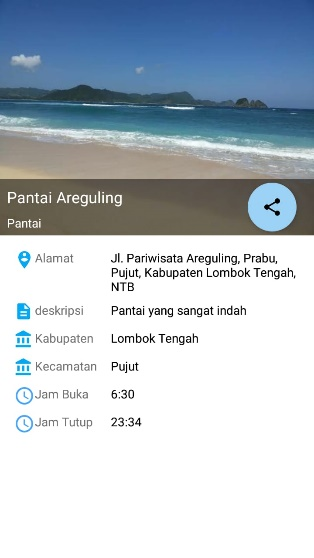 Pantai Areguling
Pantai
Alamat
Jl. Pariwisata Areguling, Prabu,
Pujut, Kabupaten Lombok Tengah,
NTB
deskripsi
Pantai yang sangat indah
Kabupaten
Lombok Tengah
Kecamatan
Pujut
Jam Buka
6:30
Jam Tutup
23:34